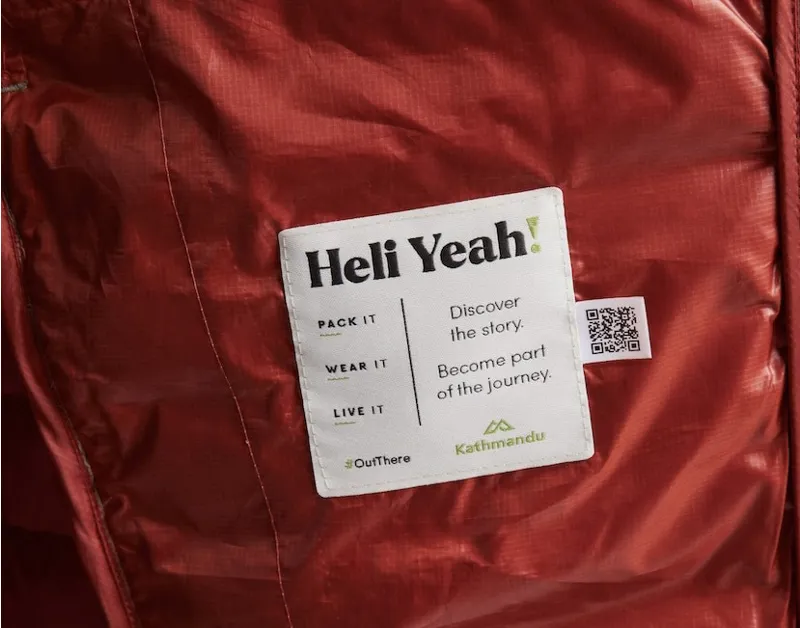 Heli Yeah!
PACK IT
WEAR IT
LIVE IT
#OutThere
Discover
the story.
Become part
of the journey.
Kathmandu